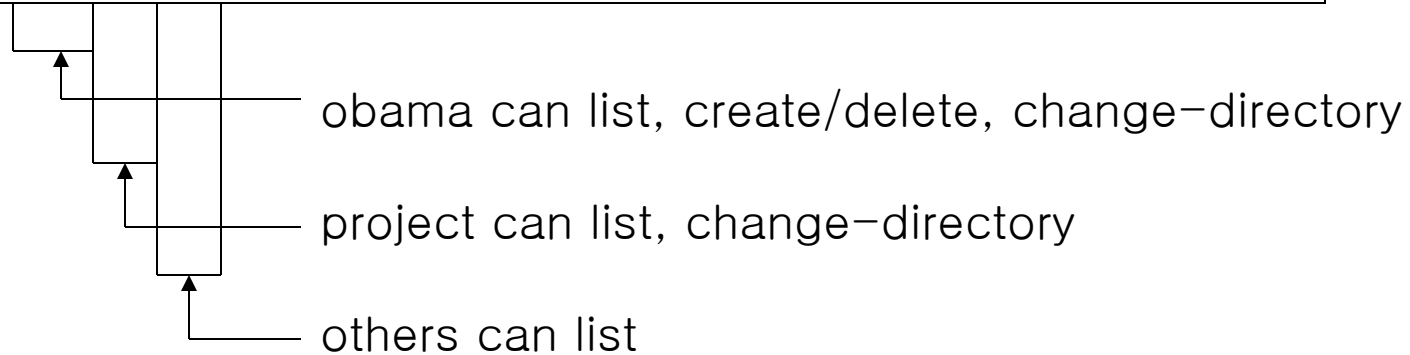 obama can list, create/delete, change-directory
project can list, change-directory
others can list